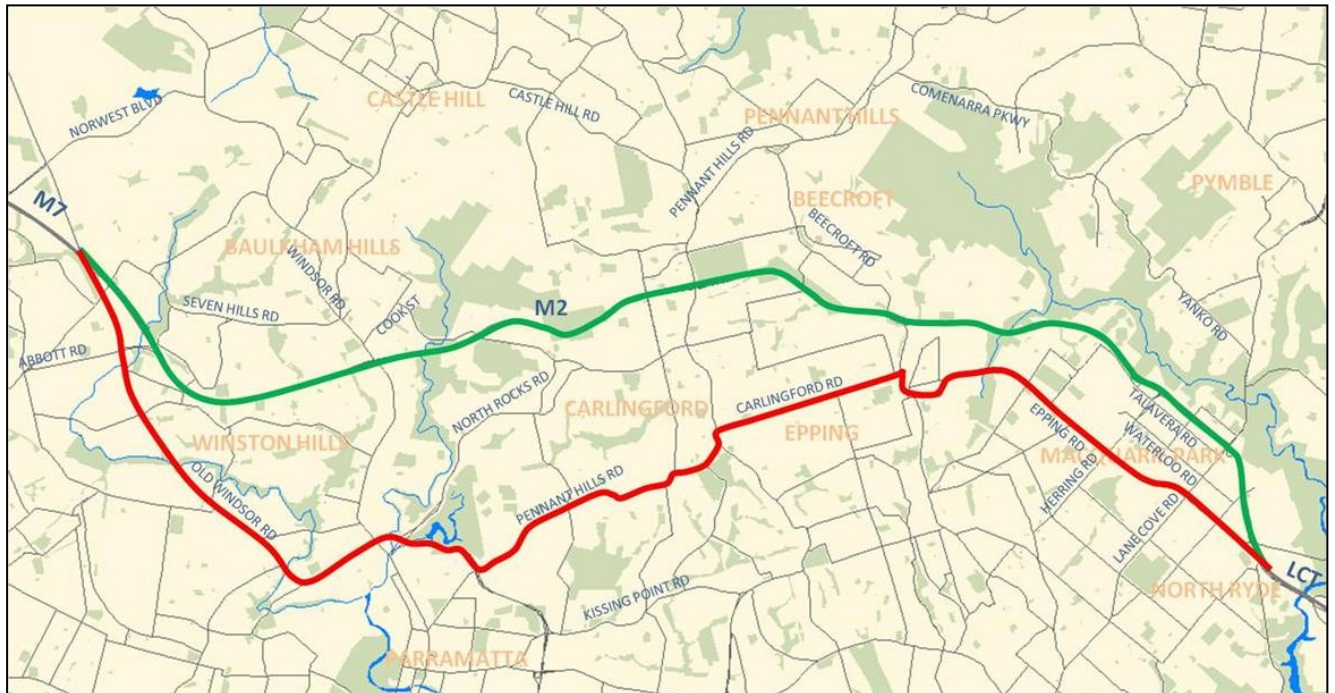 CASTLE HILL
CASTLE HILL RD
COMENARRA PKWY
NORWEST BLVD
PENNANT HILLS
PENNANT HILLS RD
PYMBLE
BEECROFT
M7
BEECROFT RD
BAULKHAM HILLS
WINDSOR RD
SEVEN HILLS RD
COOK ST
M2
YANKO RD
ABBOTT RD
NORTH ROCKS RD
CARLINGFORD RD
CARLINGFORD
EPPING
TALAVERA RD
WINSTON HILLS
EPPING RD
WATERLOO RD
MACQUARIE PARK
HERRING RD
OLD WINDSOR RD
PENNANT HILLS RD
LANE COVE RD
LCT
KISSING POINT RD
NORTH RYDE
PARRAMATTA